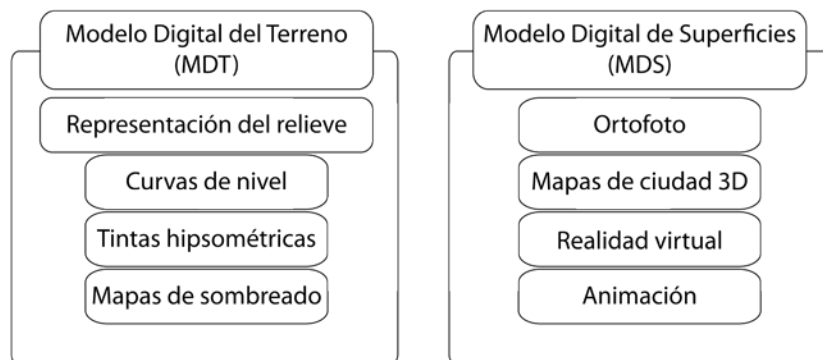 Modelo Digital del Terreno
(MDT)
Representación del relieve
Curvas de nivel
Tintas hipsométricas
Mapas de sombreado
Modelo Digital de Superficies
(MDS)
Ortofoto
Mapas de ciudad 3D
Realidad virtual
Animación